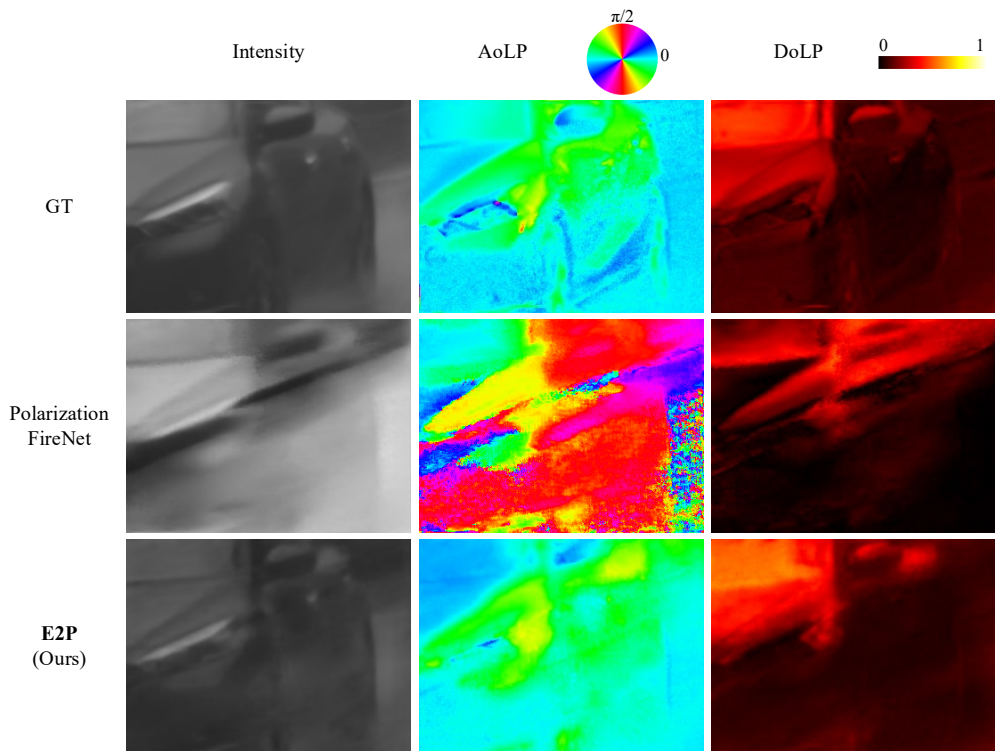 Intensity
AoLP
π/2
0
DoLP
0
1
GT
Polarization
FireNet
E2P
(Ours)